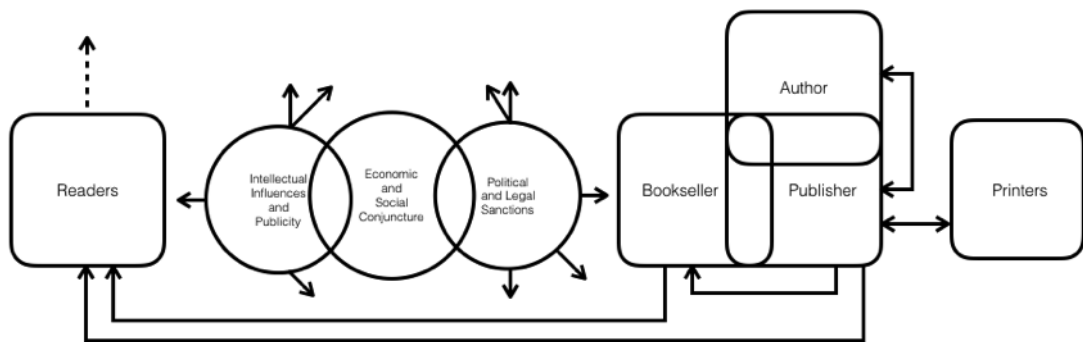 Readers
Intellectual
Influences
and
Publicity
Economic
and
Social
Conjuncture
Political
and Legal
Sanctions
Author
Bookseller
Publisher
Printers